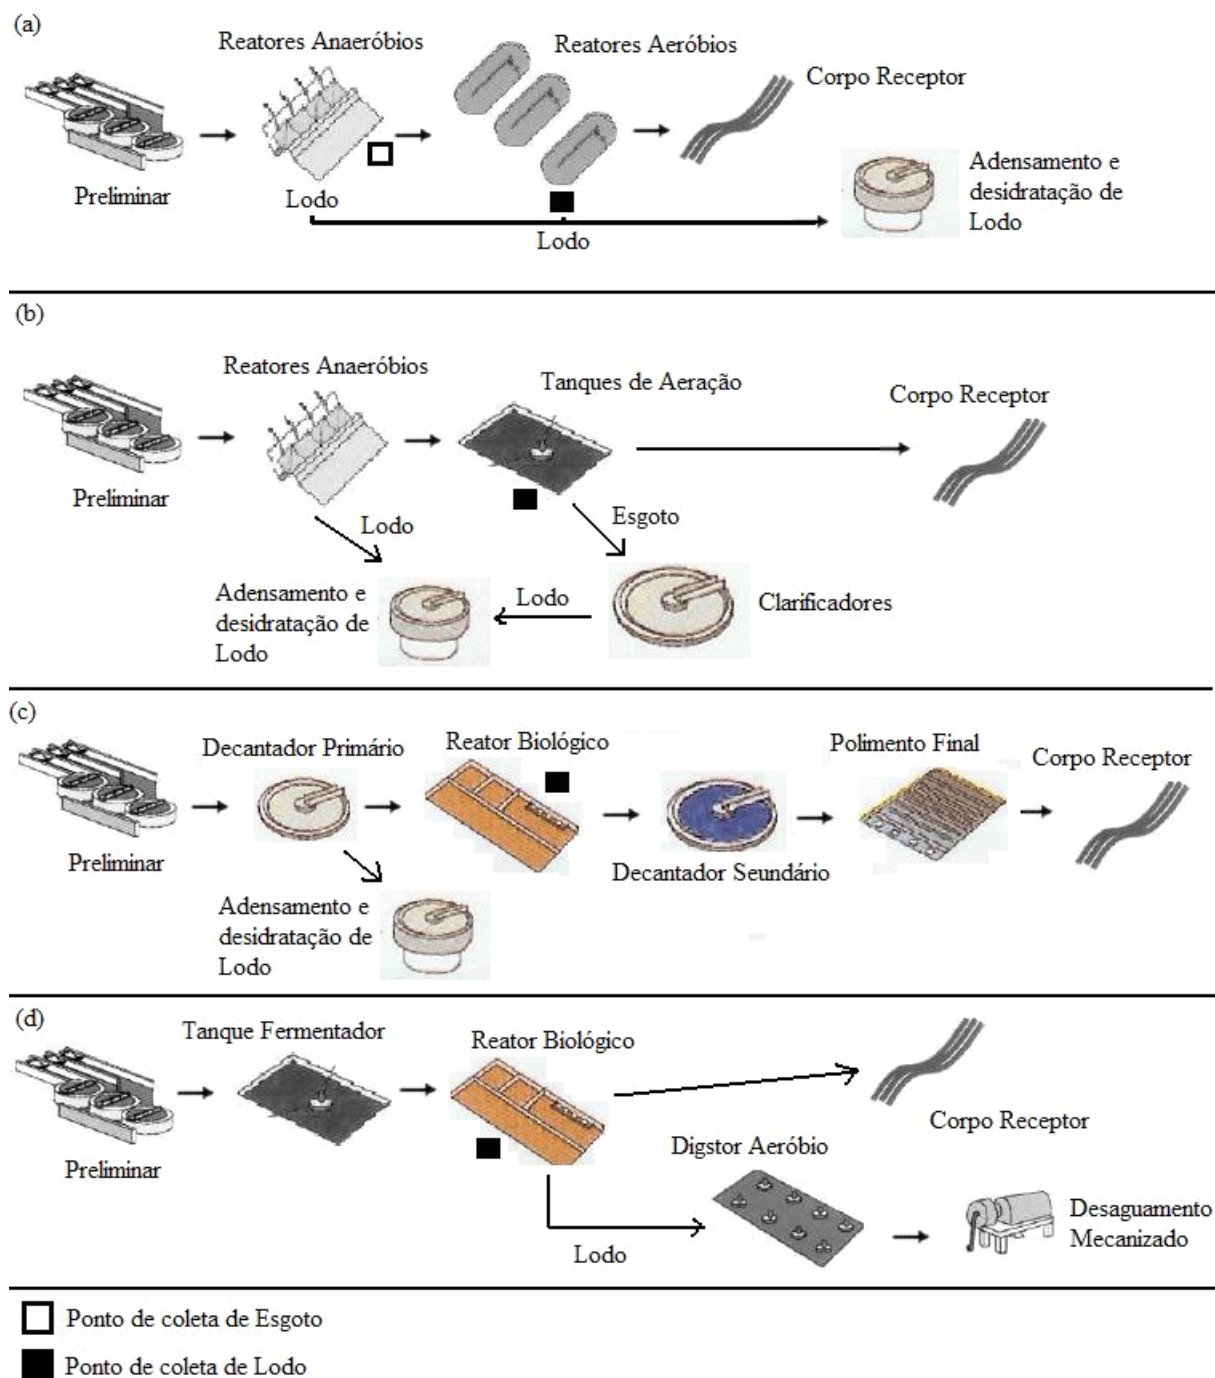 (a)
Reatores Anaeróbios
Reatores Aeróbios
Corpo Receptor
Preliminar
Lodo
Lodo
Adensamento e
desidratação de
Lodo
(b)
Reatores Anaeróbios
Tanques de Aeração
Corpo Receptor
Preliminar
Lodo
Esgoto
Adensamento e
desidratação de
Lodo
Lodo
Clarificadores
(c)
Decantador Primário
Reator Biológico
Polimento Final
Corpo Receptor
Preliminar
Decantador Seundário
Adensamento e
desidratação de
Lodo
(d)
Tanque Fermentador
Reator Biológico
Corpo Receptor
Preliminar
Digstor Aeróbio
Lodo
Desaguamento
Mecanizado
Ponto de coleta de Esgoto
Ponto de coleta de Lodo